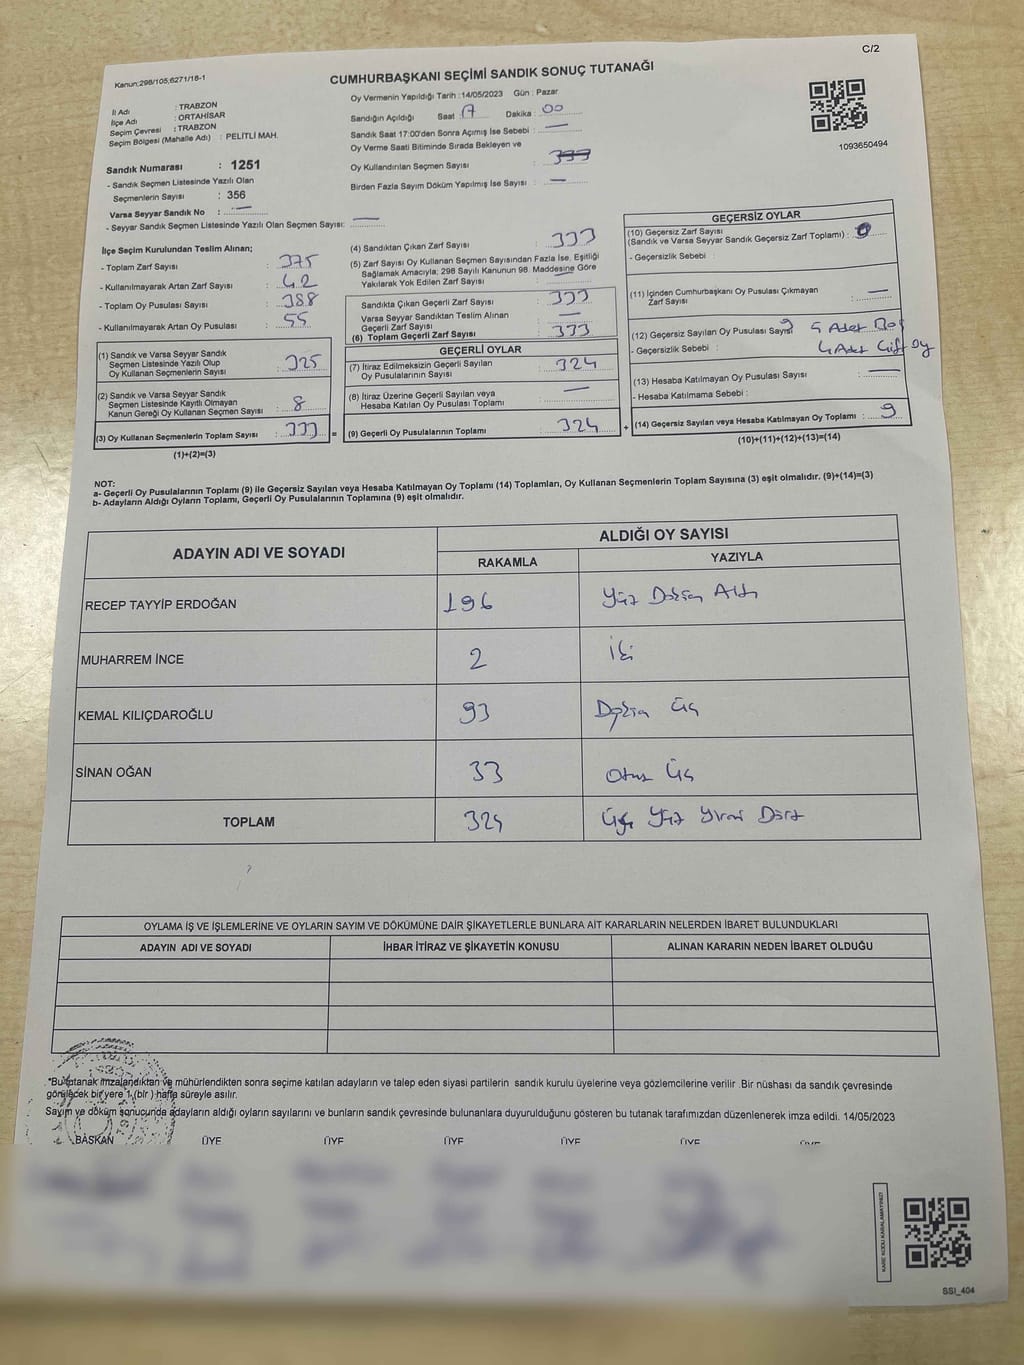 C/2
Kanun:298/105,6271/16-1
CUMHURBAŞKANI SEÇİMİ SANDIK SONUÇ TUTANAĞI
İl Adı : TRABZON
İlçe Adı : ORTAHİSAR
Seçim Çevresi : TRABZON
Seçim Bölgesi (Mahalle Adı) : PELİTLİ MAH.
Sandık Numarası : 1251
- Sandık Seçmen Listesinde Yazılı Olan
Seçmenlerin Sayısı : 356
Varsa Seyyar Sandık No : —
- Seyyar Sandık Seçmen Listesinde Yazılı Olan Seçmen Sayısı: —
Oy Vermenin Yapıldığı Tarih :14/05/2023 Gün : Pazar
Sandığın Açıldığı Saat : 17 Dakika : 00
Sandık Saat 17:00'den Sonra Açımış İse Sebebi : —
Oy Verme Saati Bitiminde Sırada Bekleyen ve
Oy Kullandırılan Seçmen Sayısı : 333
Birden Fazla Sayım Döküm Yapılmış İse Sayısı : —
1093650494
İlçe Seçim Kurulundan Teslim Alınan;
- Toplam Zarf Sayısı : 375
- Kullanılmayarak Artan Zarf Sayısı : 42
- Toplam Oy Pusulası Sayısı : 388
- Kullanılmayarak Artan Oy Pusulası : 55
(1) Sandık ve Varsa Seyyar Sandık
Seçmen Listesinde Yazılı Olup
Oy Kullanan Seçmenlerin Sayısı : 325
(2) Sandık ve Varsa Seyyar Sandık
Seçmen Listesinde Kayıtlı Olmayan
Kanun Gereği Oy Kullanan Seçmen Sayısı : 8
(3) Oy Kullanan Seçmenlerin Toplam Sayısı : 333 =
(1)+(2)=(3)
(4) Sandıktan Çıkan Zarf Sayısı : 333
(5) Zarf Sayısı Oy Kullanan Seçmen Sayısından Fazla İse, Eşitliği
Sağlamak Amacıyla; 298 Sayılı Kanunun 98. Maddesine Göre
Yakılarak Yok Edilen Zarf Sayısı : —
Sandıkta Çıkan Geçerli Zarf Sayısı : 333
Varsa Seyyar Sandıktan Teslim Alınan
Geçerli Zarf Sayısı : —
(6) Toplam Geçerli Zarf Sayısı : 333
GEÇERLİ OYLAR
(7) İtiraz Edilmeksizin Geçerli Sayılan
Oy Pusulalarının Sayısı : 324
(8) İtiraz Üzerine Geçerli Sayılan veya
Hesaba Katılan Oy Pusulası Toplamı : —
(9) Geçerli Oy Pusulalarının Toplamı : 324 +
GEÇERSİZ OYLAR
(10) Geçersiz Zarf Sayısı
(Sandık ve Varsa Seyyar Sandık Geçersiz Zarf Toplamı) : 0
- Geçersizlik Sebebi :
(11) İçinden Cumhurbaşkanı Oy Pusulası Çıkmayan
Zarf Sayısı : —
(12) Geçersiz Sayılan Oy Pusulası Sayısı 9 5 Adet Boş
- Geçersizlik Sebebi : 4 Adet Çift Oy
(13) Hesaba Katılmayan Oy Pusulası Sayısı : —
- Hesaba Katılmama Sebebi :
(14) Geçersiz Sayılan veya Hesaba Katılmayan Oy Toplamı : 9
(10)+(11)+(12)+(13)=(14)
NOT:
a- Geçerli Oy Pusulalarının Toplamı (9) ile Geçersiz Sayılan veya Hesaba Katılmayan Oy Toplamı (14) Toplamları, Oy Kullanan Seçmenlerin Toplam Sayısına (3) eşit olmalıdır. (9)+(14)=(3)
b- Adayların Aldığı Oyların Toplamı, Geçerli Oy Pusulalarının Toplamına (9) eşit olmalıdır.
ADAYIN ADI VE SOYADI ALDIĞI OY SAYISI
RAKAMLA YAZIYLA
RECEP TAYYİP ERDOĞAN 196 Yüz Doksan Altı
MUHARREM İNCE 2 İki
KEMAL KILIÇDAROĞLU 93 Doksan Üç
SİNAN OĞAN 33 Otuz Üç
TOPLAM 324 Üç Yüz Yirmi Dört
OYLAMA İŞ VE İŞLEMLERİNE VE OYLARIN SAYIM VE DÖKÜMÜNE DAİR ŞİKAYETLERLE BUNLARA AİT KARARLARIN NELERDEN İBARET BULUNDUKLARI
ADAYIN ADI VE SOYADI İHBAR İTİRAZ VE ŞİKAYETİN KONUSU ALINAN KARARIN NEDEN İBARET OLDUĞU
"Bu tutanak imzalandıktan ve mühürlendikten sonra seçime katılan adayların ve talep eden siyasi partilerin sandık kurulu üyelerine veya gözlemcilerine verilir .Bir nüshası da sandık çevresinde
görülecek bir yere 1 (bir ) hafta süreyle asılır.
Sayım ve döküm sonucunda adayların aldığı oyların sayılarını ve bunların sandık çevresinde bulunanlara duyurulduğunu gösteren bu tutanak tarafımızdan düzenlenerek imza edildi. 14/05/2023
BAŞKAN ÜYE ÜYE ÜYE ÜYE ÜYE ÜYE
KARE KODU KARALAMAYINIZ!
SSI_404